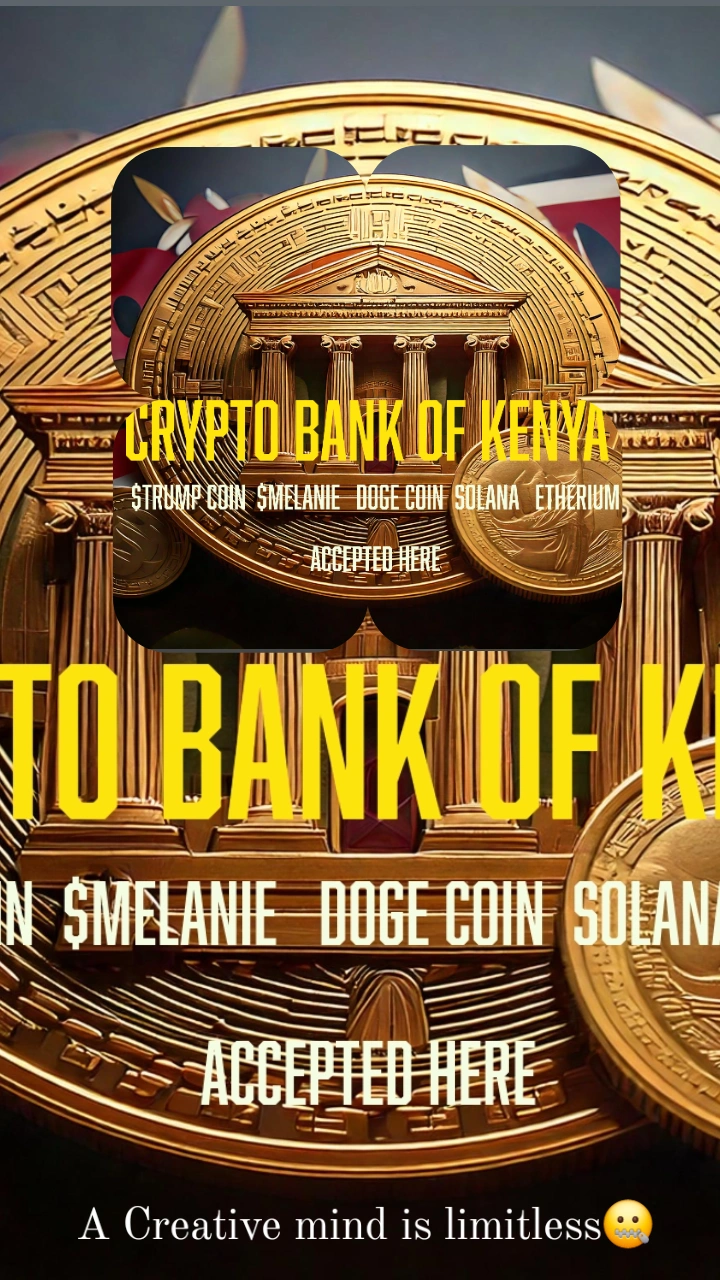 CRYPTO BANK OF KENYA
$TRUMP COIN $MELANIE DOGE COIN SOLANA ETHERIUM
ACCEPTED HERE
TO BANK OF K
IN $MELANIE DOGE COIN SOLANA
ACCEPTED HERE
A Creative mind is limitless🤐